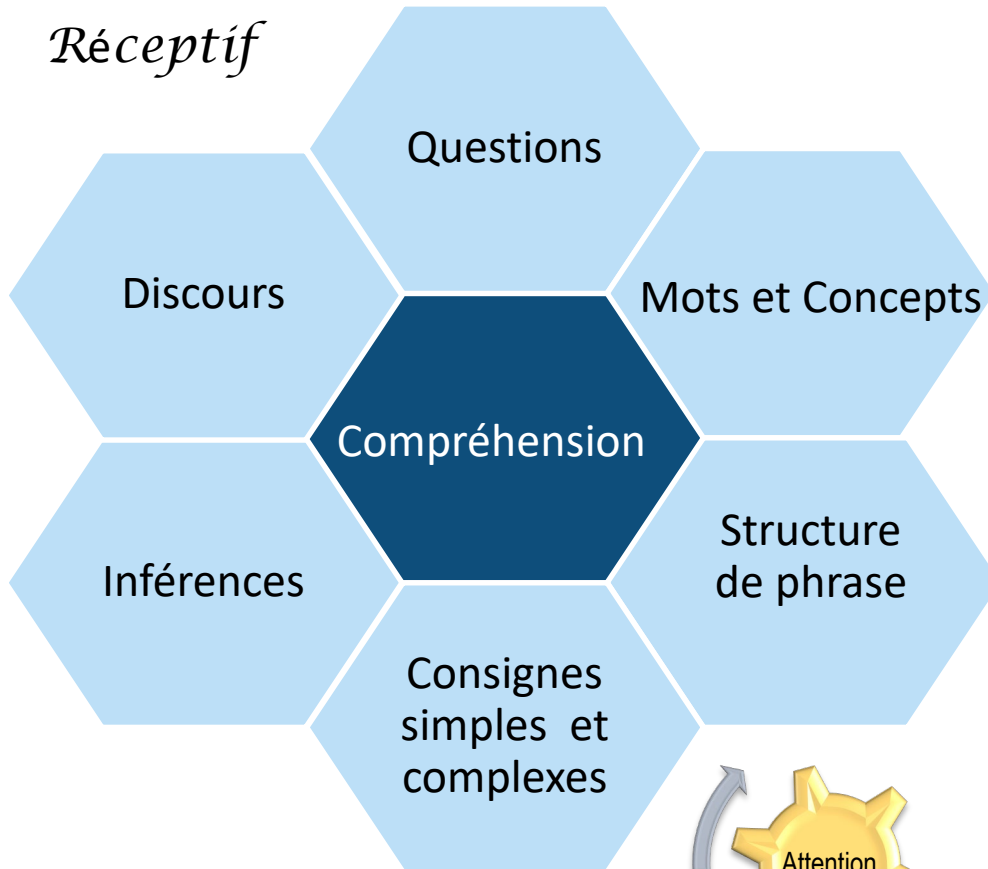 Réceptif
Questions
Discours
Mots et Concepts
Compréhension
Structure
de phrase
Inférences
Consignes
simples et
complexes
Attention